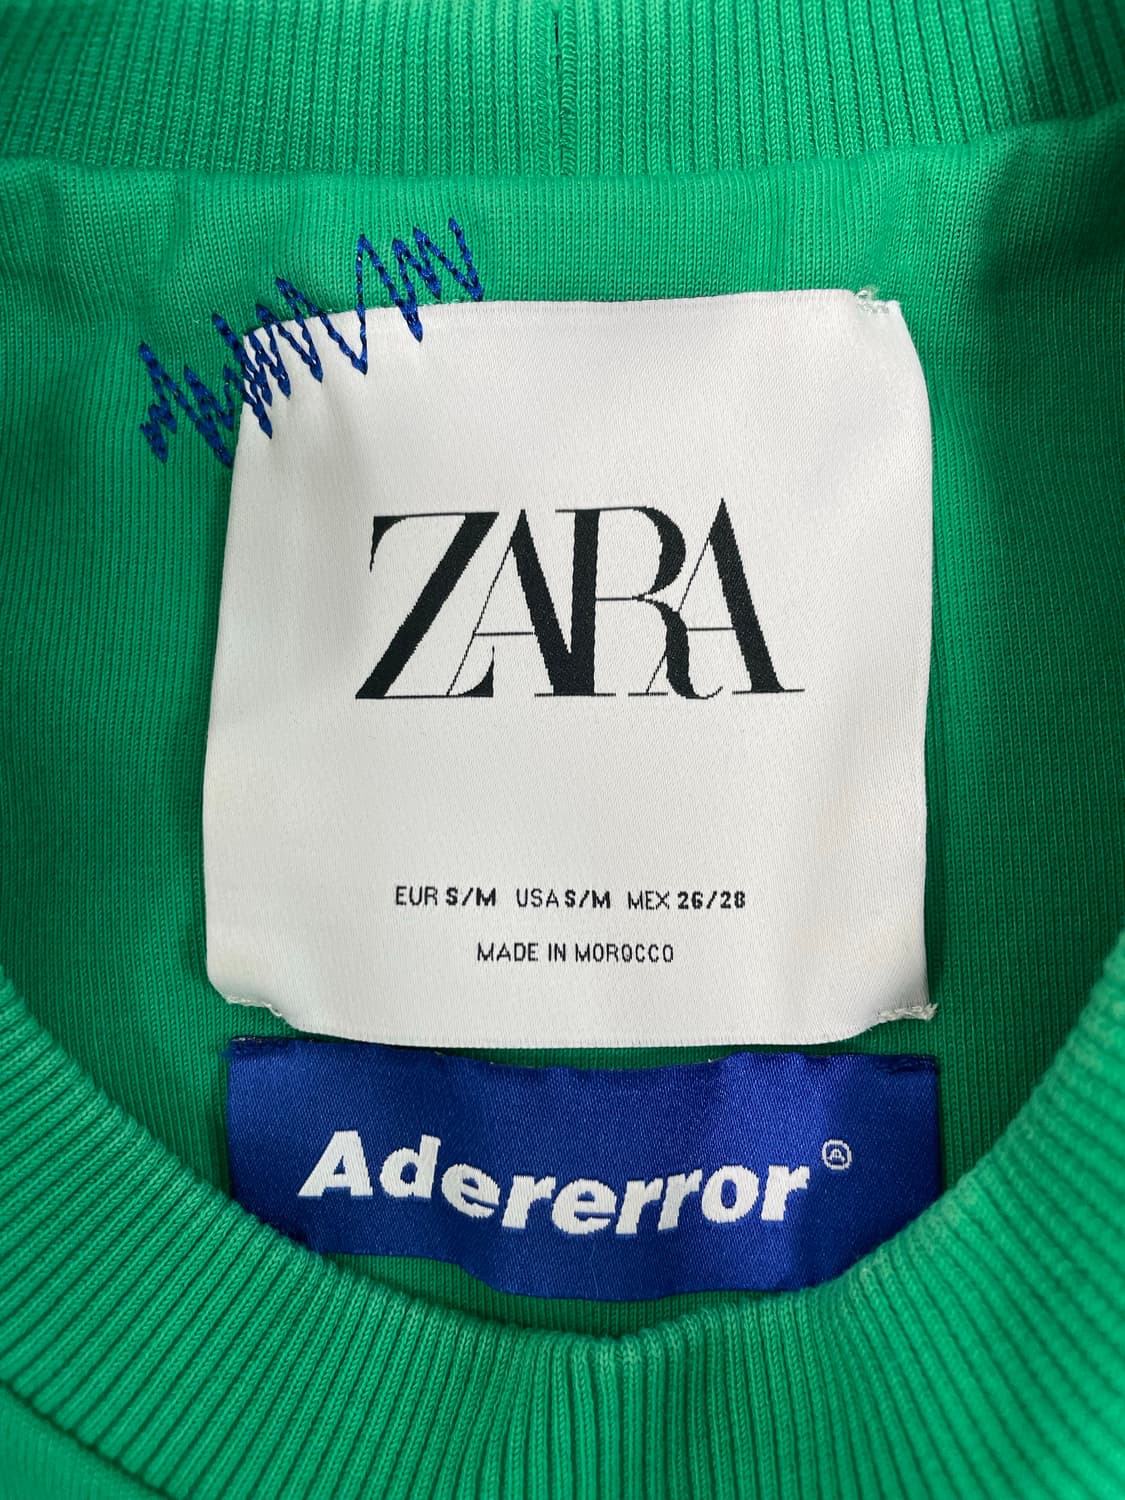 ZARA
EUR S/M USA S/M MEX 26/28
MADE IN MOROCCO
Adererror